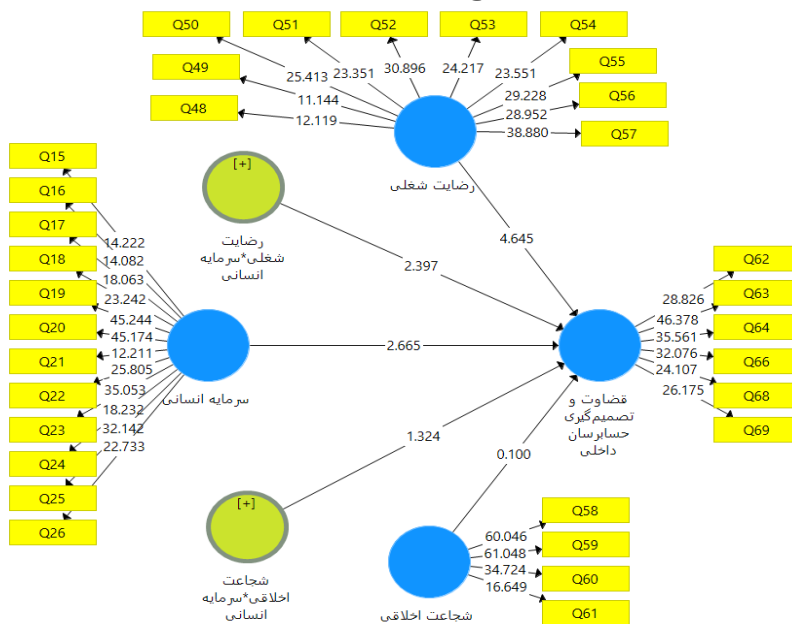 Q50
Q51
Q52
Q53
Q54
Q49
Q55
Q48
Q56
Q57
25.413
23.351
30.896
24.217
23.551
11.144
29.228
12.119
28.952
38.880
رضایت شغلی
[+]
رضایت
شغلی*سرمایه
انسانی
4.645
2.397
Q15
Q16
Q17
Q18
Q19
Q20
Q21
Q22
Q23
Q24
Q25
Q26
14.222
14.082
18.063
23.242
45.244
45.174
12.211
25.805
35.053
18.232
32.142
22.733
سرمایه انسانی
2.665
قضاوت و
تصمیم‌گیری
حسابرسان
داخلی
28.826
46.378
35.561
32.076
24.107
26.175
Q62
Q63
Q64
Q66
Q68
Q69
1.324
0.100
[+]
شجاعت
اخلاقی*سرمایه
انسانی
شجاعت اخلاقی
60.046
61.048
34.724
16.649
Q58
Q59
Q60
Q61